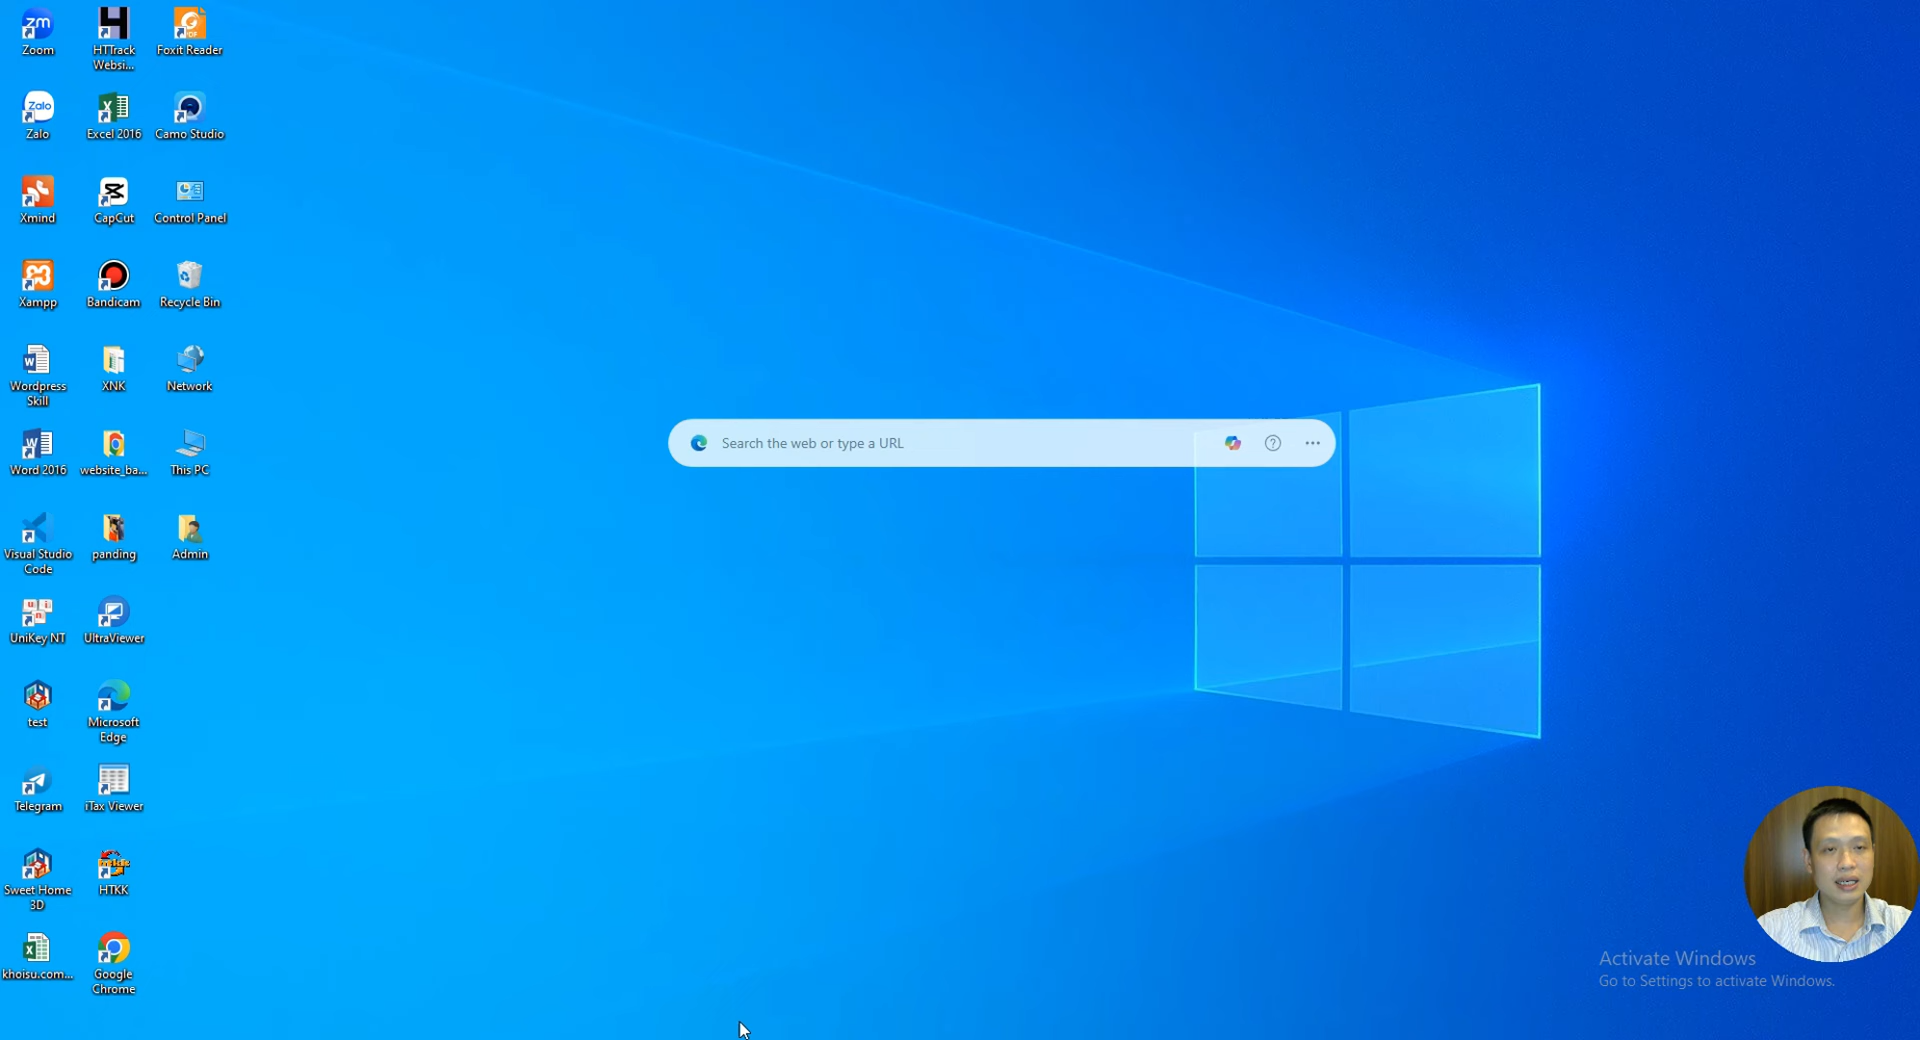 Zoom
HTTrack
Websi...
Foxit Reader
Zalo
Excel 2016
Camo Studio
Xmind
CapCut
Control Panel
Xampp
Bandicam
Recycle Bin
Wordpress
Skill
XNK
Network
Search the web or type a URL
Word 2016
website_ba...
This PC
Visual Studio
Code
panding
Admin
UniKey NT
UltraViewer
test
Microsoft
Edge
Telegram
iTax Viewer
Sweet Home
3D
HTKK
khoisu.com...
Google
Chrome
Activate Windows
Go to Settings to activate Windows.